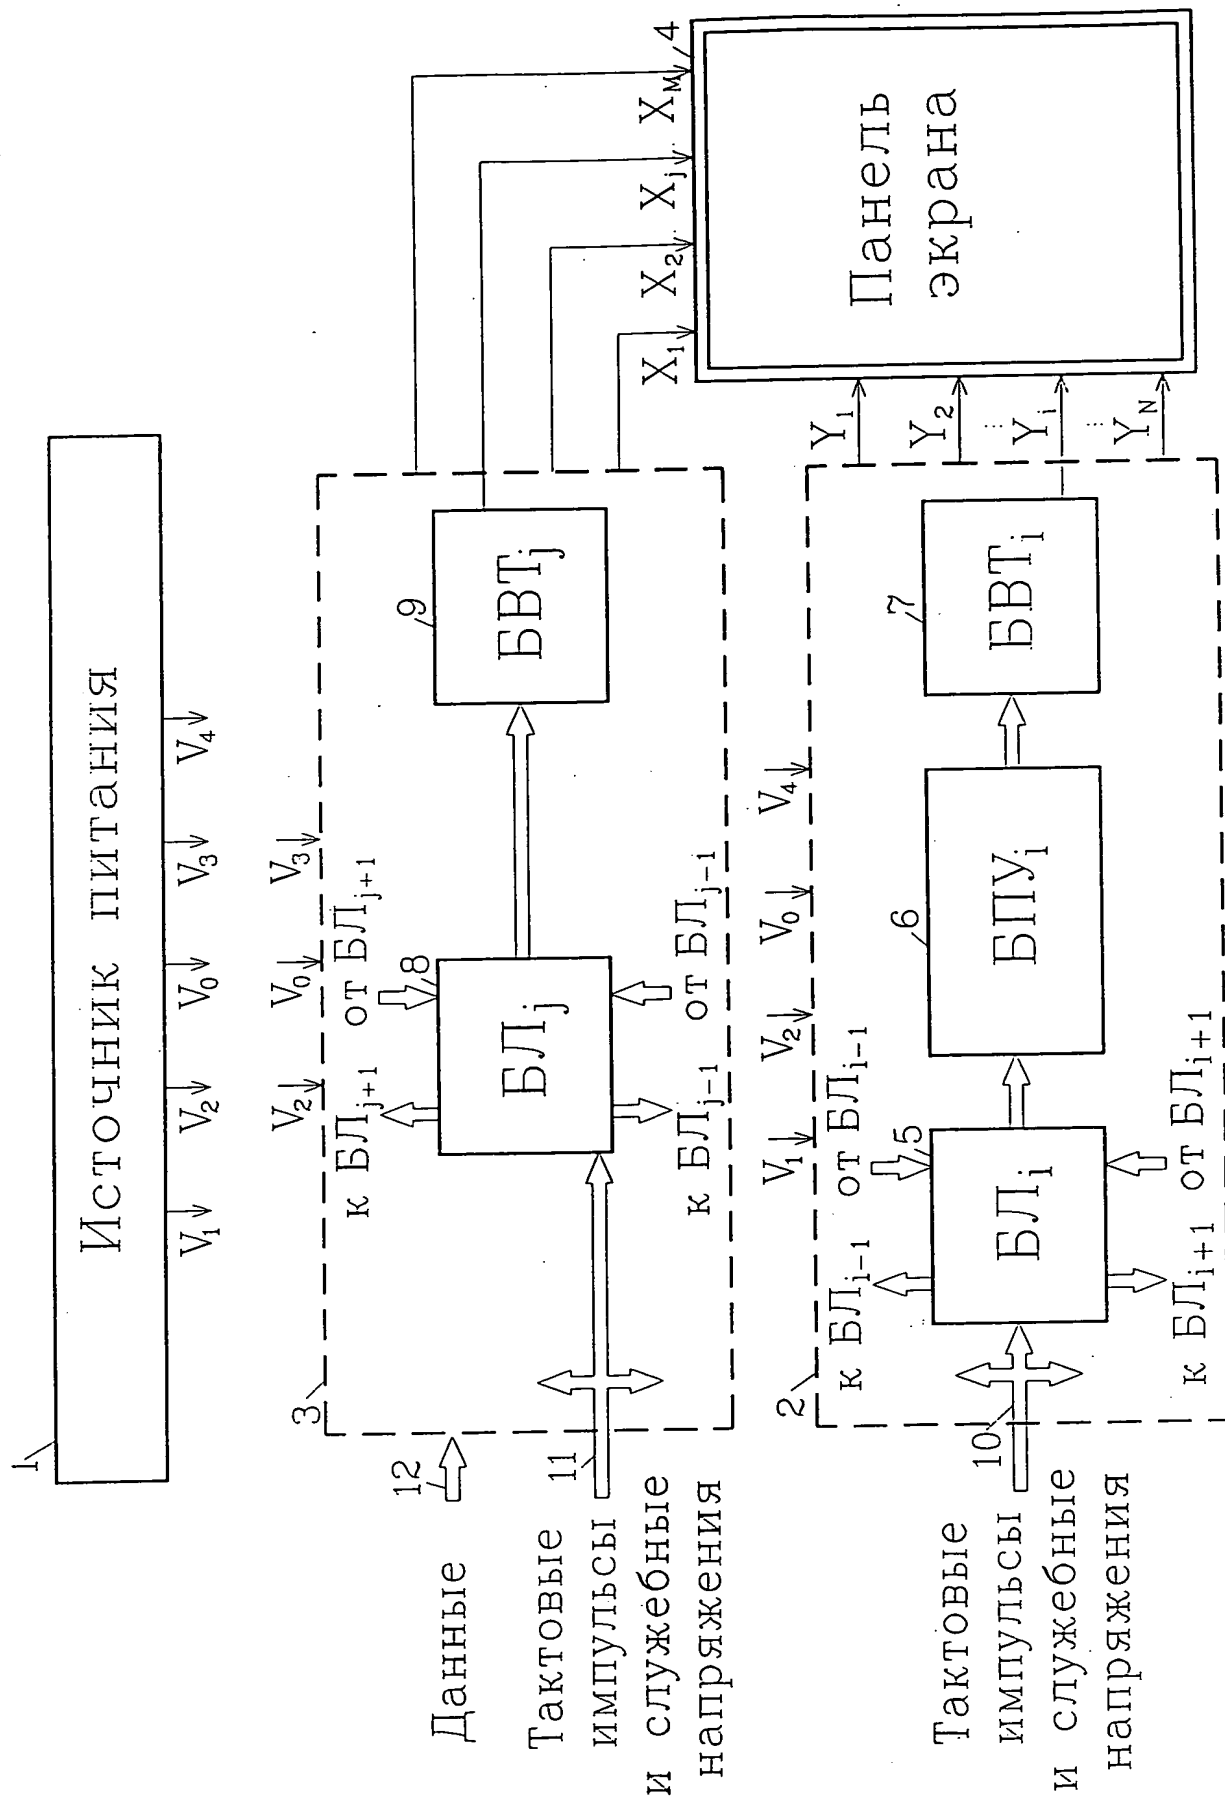 1
Источник питания
V₁ V₂ V₀ V₃ V₄
V₂ V₀ V₃
3
к БЛⱼ₊₁ от БЛⱼ₊₁
8
БЛⱼ
9
БВТⱼ
к БЛⱼ₋₁ от БЛⱼ₋₁
12
Данные
11
Тактовые
импульсы
и служебные
напряжения
X₁ X₂ Xⱼ X_M
4
Панель
экрана
V₁ V₂ V₀ V₄
2
к БЛᵢ₋₁ от БЛᵢ₋₁
5
БЛᵢ
6
БПУᵢ
7
БВТᵢ
к БЛᵢ₊₁ от БЛᵢ₊₁
10
Тактовые
импульсы
и служебные
напряжения
Y₁
Y₂
...
Yᵢ
...
Y_N